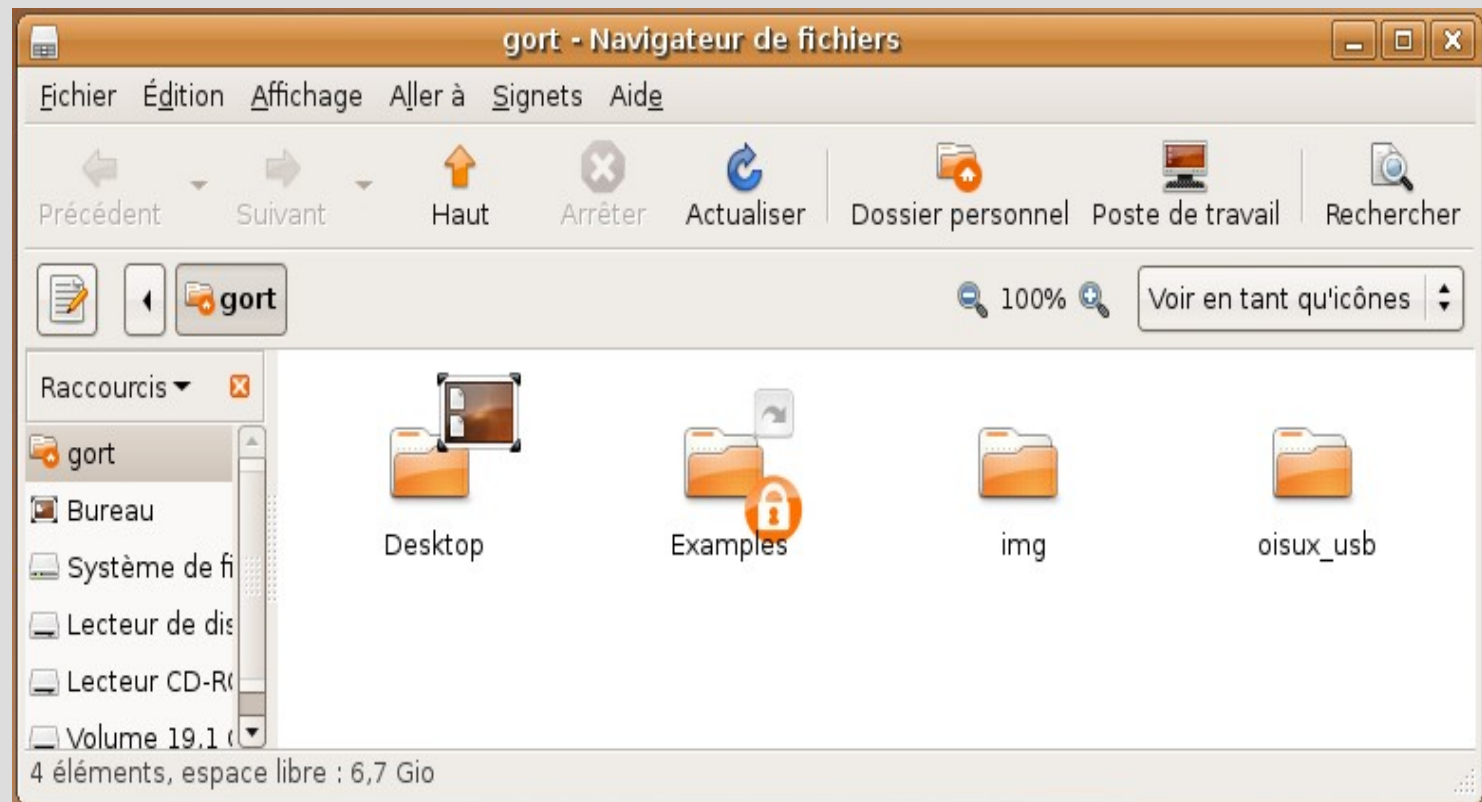 gort - Navigateur de fichiers
Fichier Édition Affichage Aller à Signets Aide
Précédent Suivant Haut Arrêter Actualiser Dossier personnel Poste de travail Rechercher
gort 100% Voir en tant qu'icônes
Raccourcis
gort
Bureau
Système de fi
Lecteur de dis
Lecteur CD-R
Volume 19,1
Desktop Examples img oisux_usb
4 éléments, espace libre : 6,7 Gio